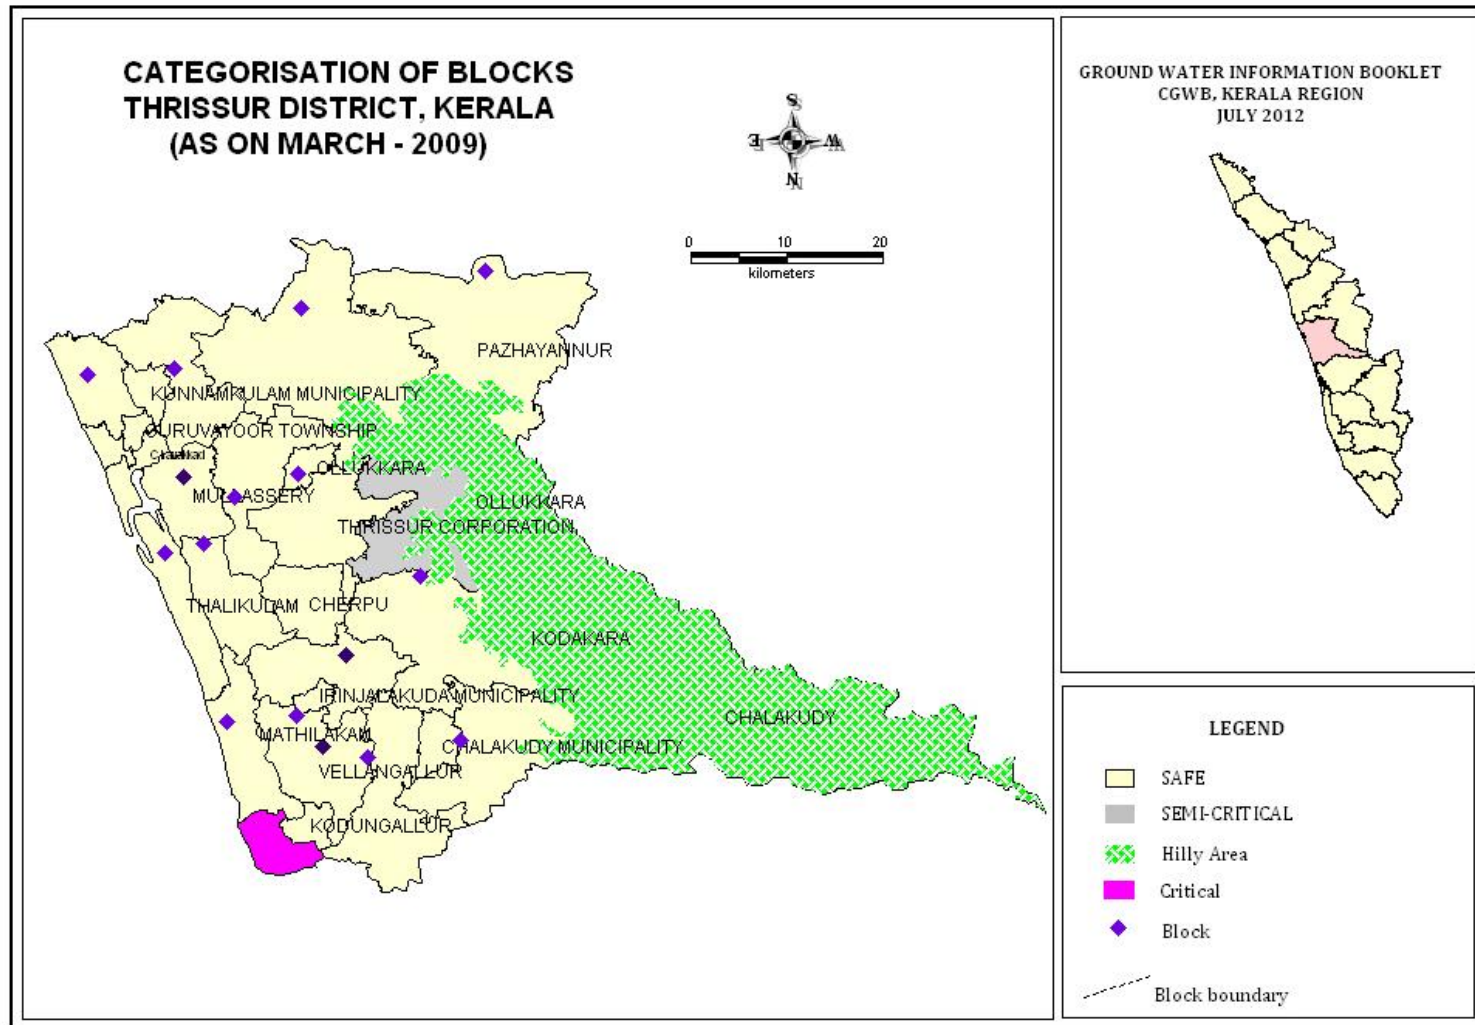 CATEGORISATION OF BLOCKS
THRISSUR DISTRICT, KERALA
(AS ON MARCH - 2009)
S
E W
N
0 10 20
kilometers
PAZHAYANNUR
KUNNAMKULAM MUNICIPALITY
GURUVAYOOR TOWNSHIP
OLLUKKARA
MULLASSERY
OLLUKKARA
THRISSUR CORPORATION
THALIKULAM
CHERPU
KODAKARA
IRINJALAKUDA MUNICIPALITY
CHALAKUDY
MATHILAKAM
CHALAKUDY MUNICIPALITY
VELLANGALLUR
KODUNGALLUR
GROUND WATER INFORMATION BOOKLET
CGWB, KERALA REGION
JULY 2012
LEGEND
SAFE
SEMI-CRITICAL
Hilly Area
Critical
Block
Block boundary